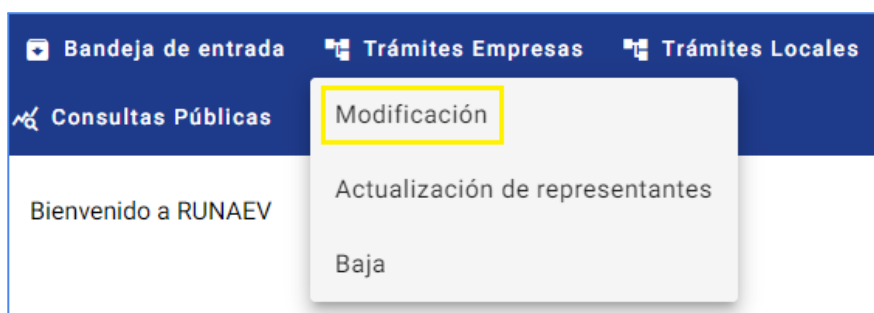 Bandeja de entrada
Trámites Empresas
Trámites Locales
Consultas Públicas
Modificación
Actualización de representantes
Baja
Bienvenido a RUNAEV